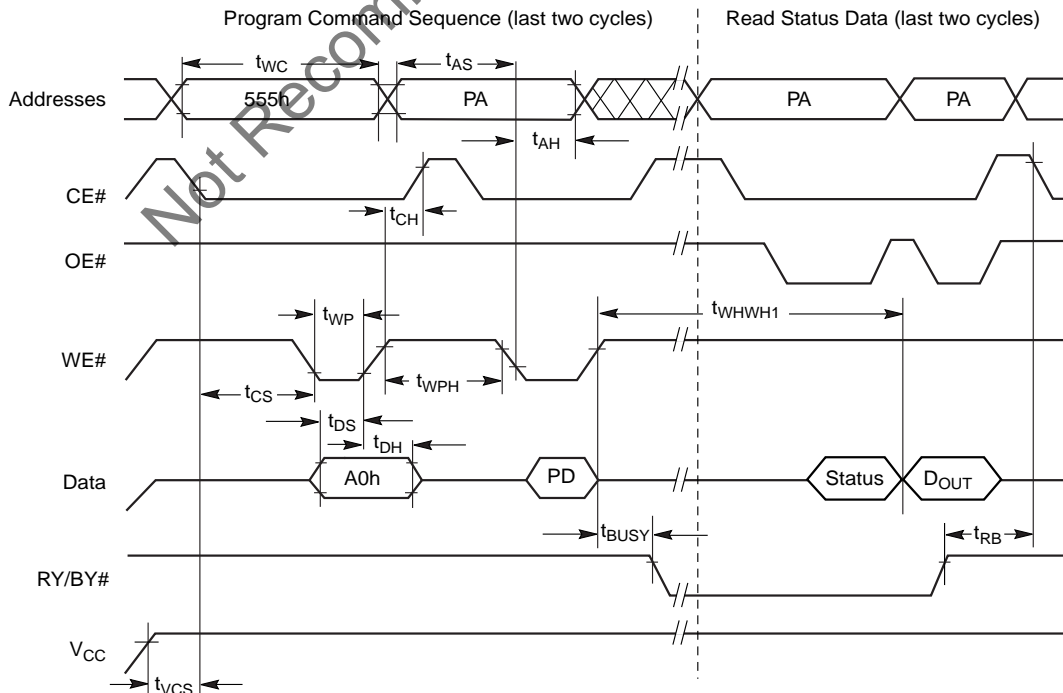 Program Command Sequence (last two cycles)
Read Status Data (last two cycles)
Not Recom
tWC
tAS
Addresses
555h
PA
PA
PA
tAH
CE#
tCH
OE#
tWHWH1
tWP
WE#
tWPH
tCS
tDS
tDH
Data
A0h
PD
Status
DOUT
tBUSY
tRB
RY/BY#
VCC
tVCS